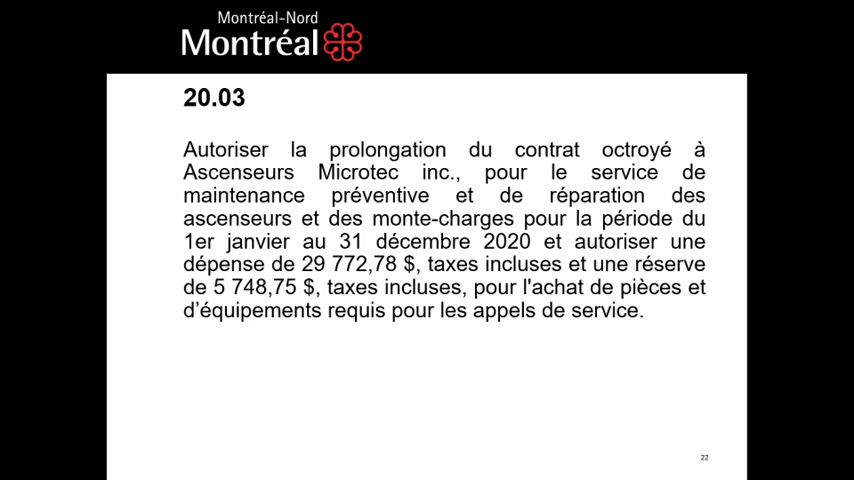 Montréal-Nord
Montréal
20.03
Autoriser la prolongation du contrat octroyé à
Ascenseurs Microtec inc., pour le service de
maintenance préventive et de réparation des
ascenseurs et des monte-charges pour la période du
1er janvier au 31 décembre 2020 et autoriser une
dépense de 29 772,78 $, taxes incluses et une réserve
de 5 748,75 $, taxes incluses, pour l'achat de pièces et
d’équipements requis pour les appels de service.
22